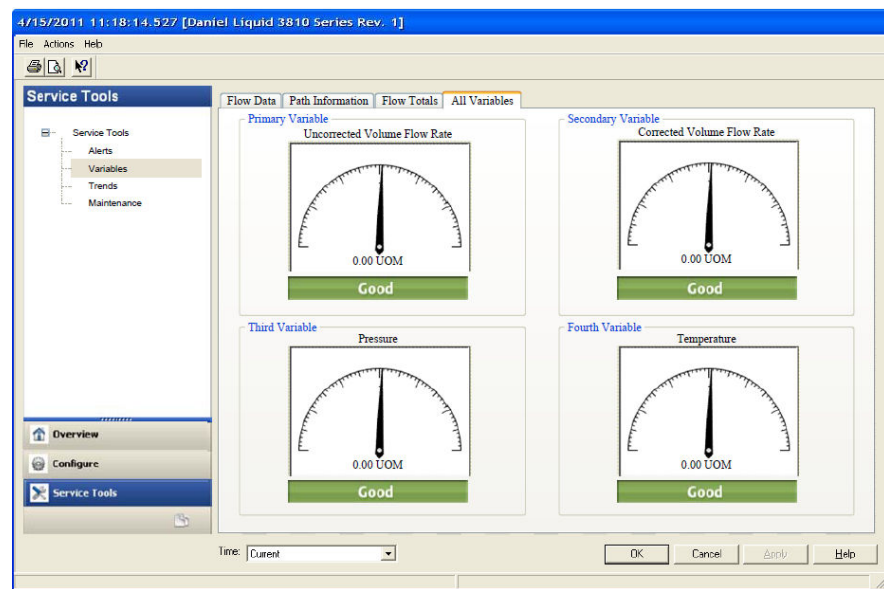 4/15/2011 11:18:14.527 [Daniel Liquid 3810 Series Rev. 1]
File Actions Help
Service Tools
Service Tools
Alerts
Variables
Trends
Maintenance
Overview
Configure
Service Tools
Flow Data Path Information Flow Totals All Variables
Primary Variable
Uncorrected Volume Flow Rate
0.00 UOM
Good
Secondary Variable
Corrected Volume Flow Rate
0.00 UOM
Good
Third Variable
Pressure
0.00 UOM
Good
Fourth Variable
Temperature
0.00 UOM
Good
Time: Current
OK Cancel Apply Help